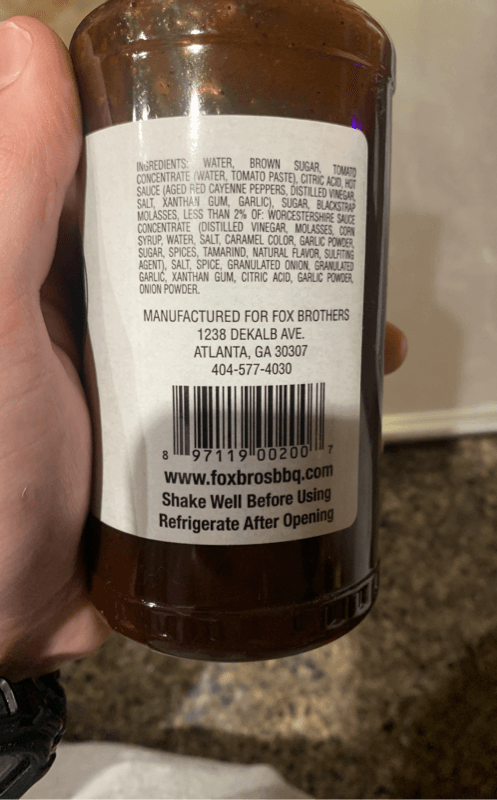 INGREDIENTS: WATER, BROWN SUGAR, TOMATO
CONCENTRATE (WATER, TOMATO PASTE), CITRIC ACID, HOT
SAUCE (AGED RED CAYENNE PEPPERS, DISTILLED VINEGAR,
SALT, XANTHAN GUM, GARLIC), SUGAR, BLACKSTRAP
MOLASSES, LESS THAN 2% OF: WORCESTERSHIRE SAUCE
CONCENTRATE (DISTILLED VINEGAR, MOLASSES, CORN
SYRUP, WATER, SALT, CARAMEL COLOR, GARLIC POWDER,
SUGAR, SPICES, TAMARIND, NATURAL FLAVOR, SULFITING
AGENT), SALT, SPICE, GRANULATED ONION, GRANULATED
GARLIC, XANTHAN GUM, CITRIC ACID, GARLIC POWDER,
ONION POWDER.
MANUFACTURED FOR FOX BROTHERS
1238 DEKALB AVE.
ATLANTA, GA 30307
404-577-4030
8 97119 00200 7
www.foxbrosbbq.com
Shake Well Before Using
Refrigerate After Opening